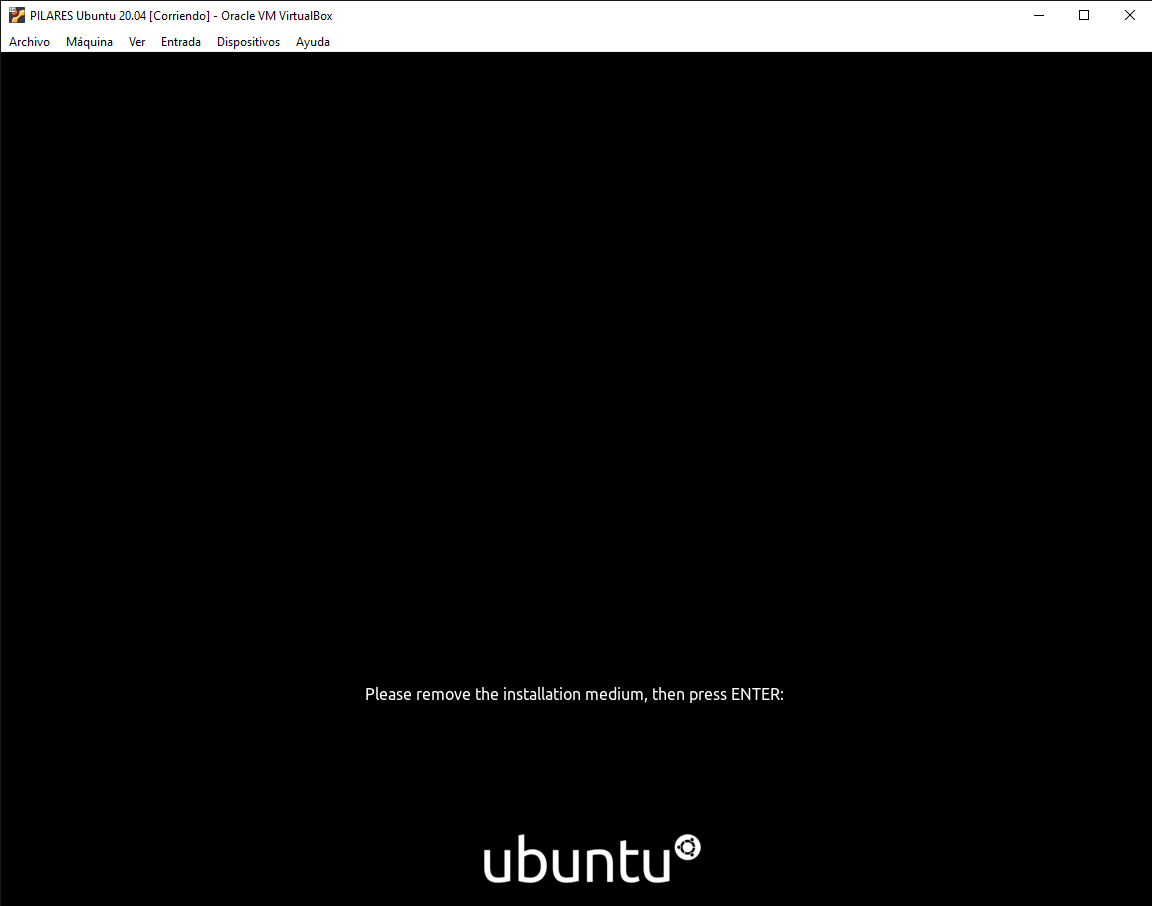 PILARES Ubuntu 20.04 [Corriendo] - Oracle VM VirtualBox
Archivo Máquina Ver Entrada Dispositivos Ayuda
Please remove the installation medium, then press ENTER:
ubuntu